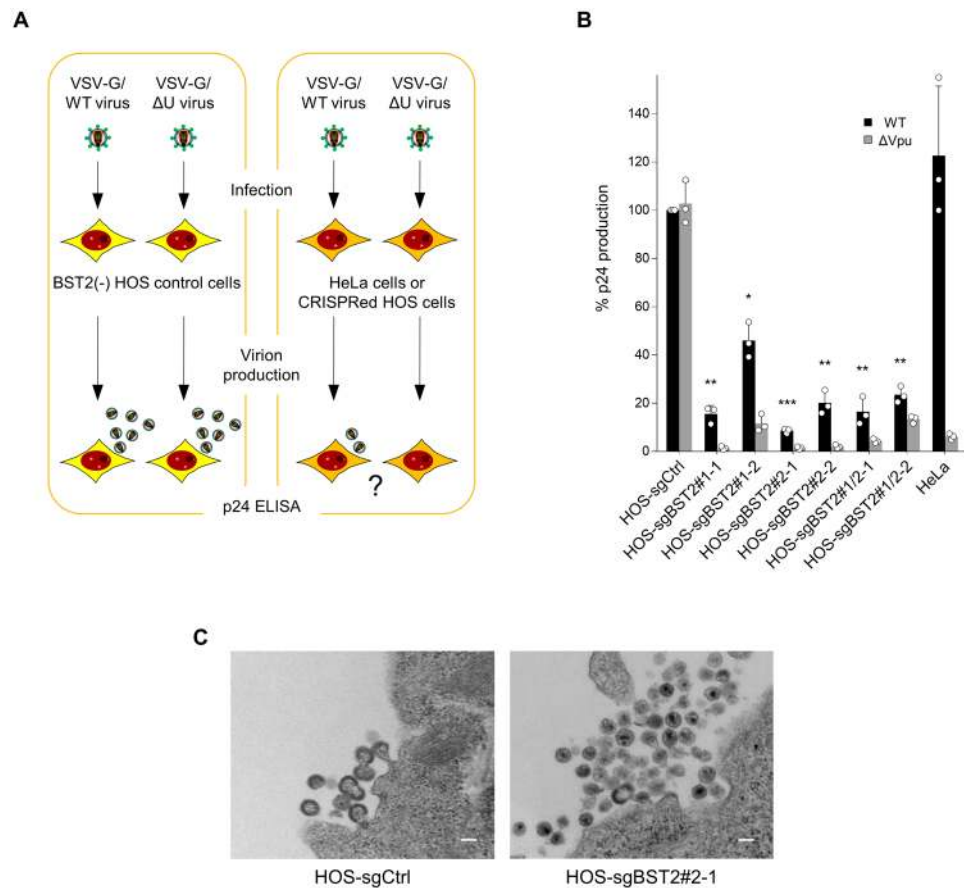 A
VSV-G/
WT virus
VSV-G/
ΔU virus
VSV-G/
WT virus
VSV-G/
ΔU virus
Infection
BST2(-) HOS control cells
HeLa cells or
CRISPRed HOS cells
Virion
production
?
p24 ELISA
B
% p24 production
140
120
100
80
60
40
20
0
WT
ΔVpu
**
*
***
**
**
**
HOS-sgCtrl
HOS-sgBST2#1-1
HOS-sgBST2#1-2
HOS-sgBST2#2-1
HOS-sgBST2#2-2
HOS-sgBST2#1/2-1
HOS-sgBST2#1/2-2
HeLa
C
HOS-sgCtrl
HOS-sgBST2#2-1